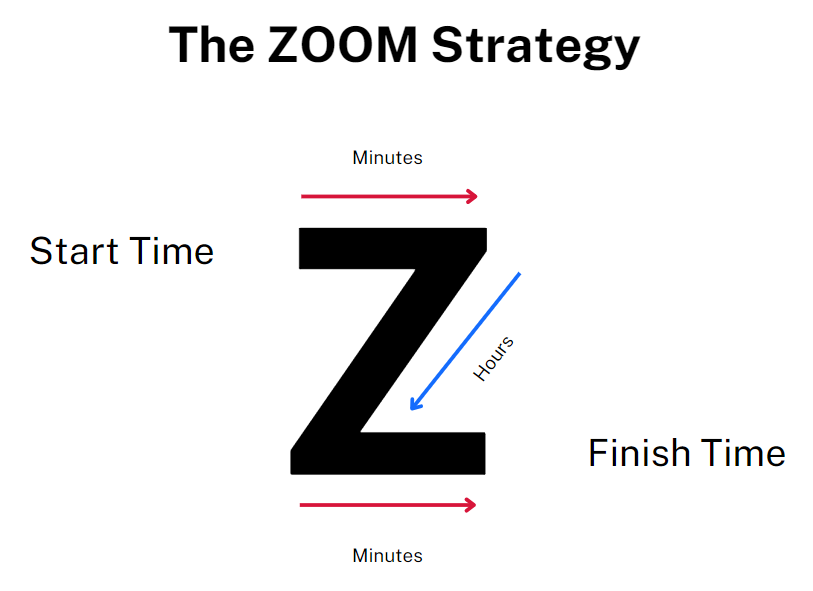 The ZOOM Strategy
Minutes
Start Time
Z
Hours
Finish Time
Minutes